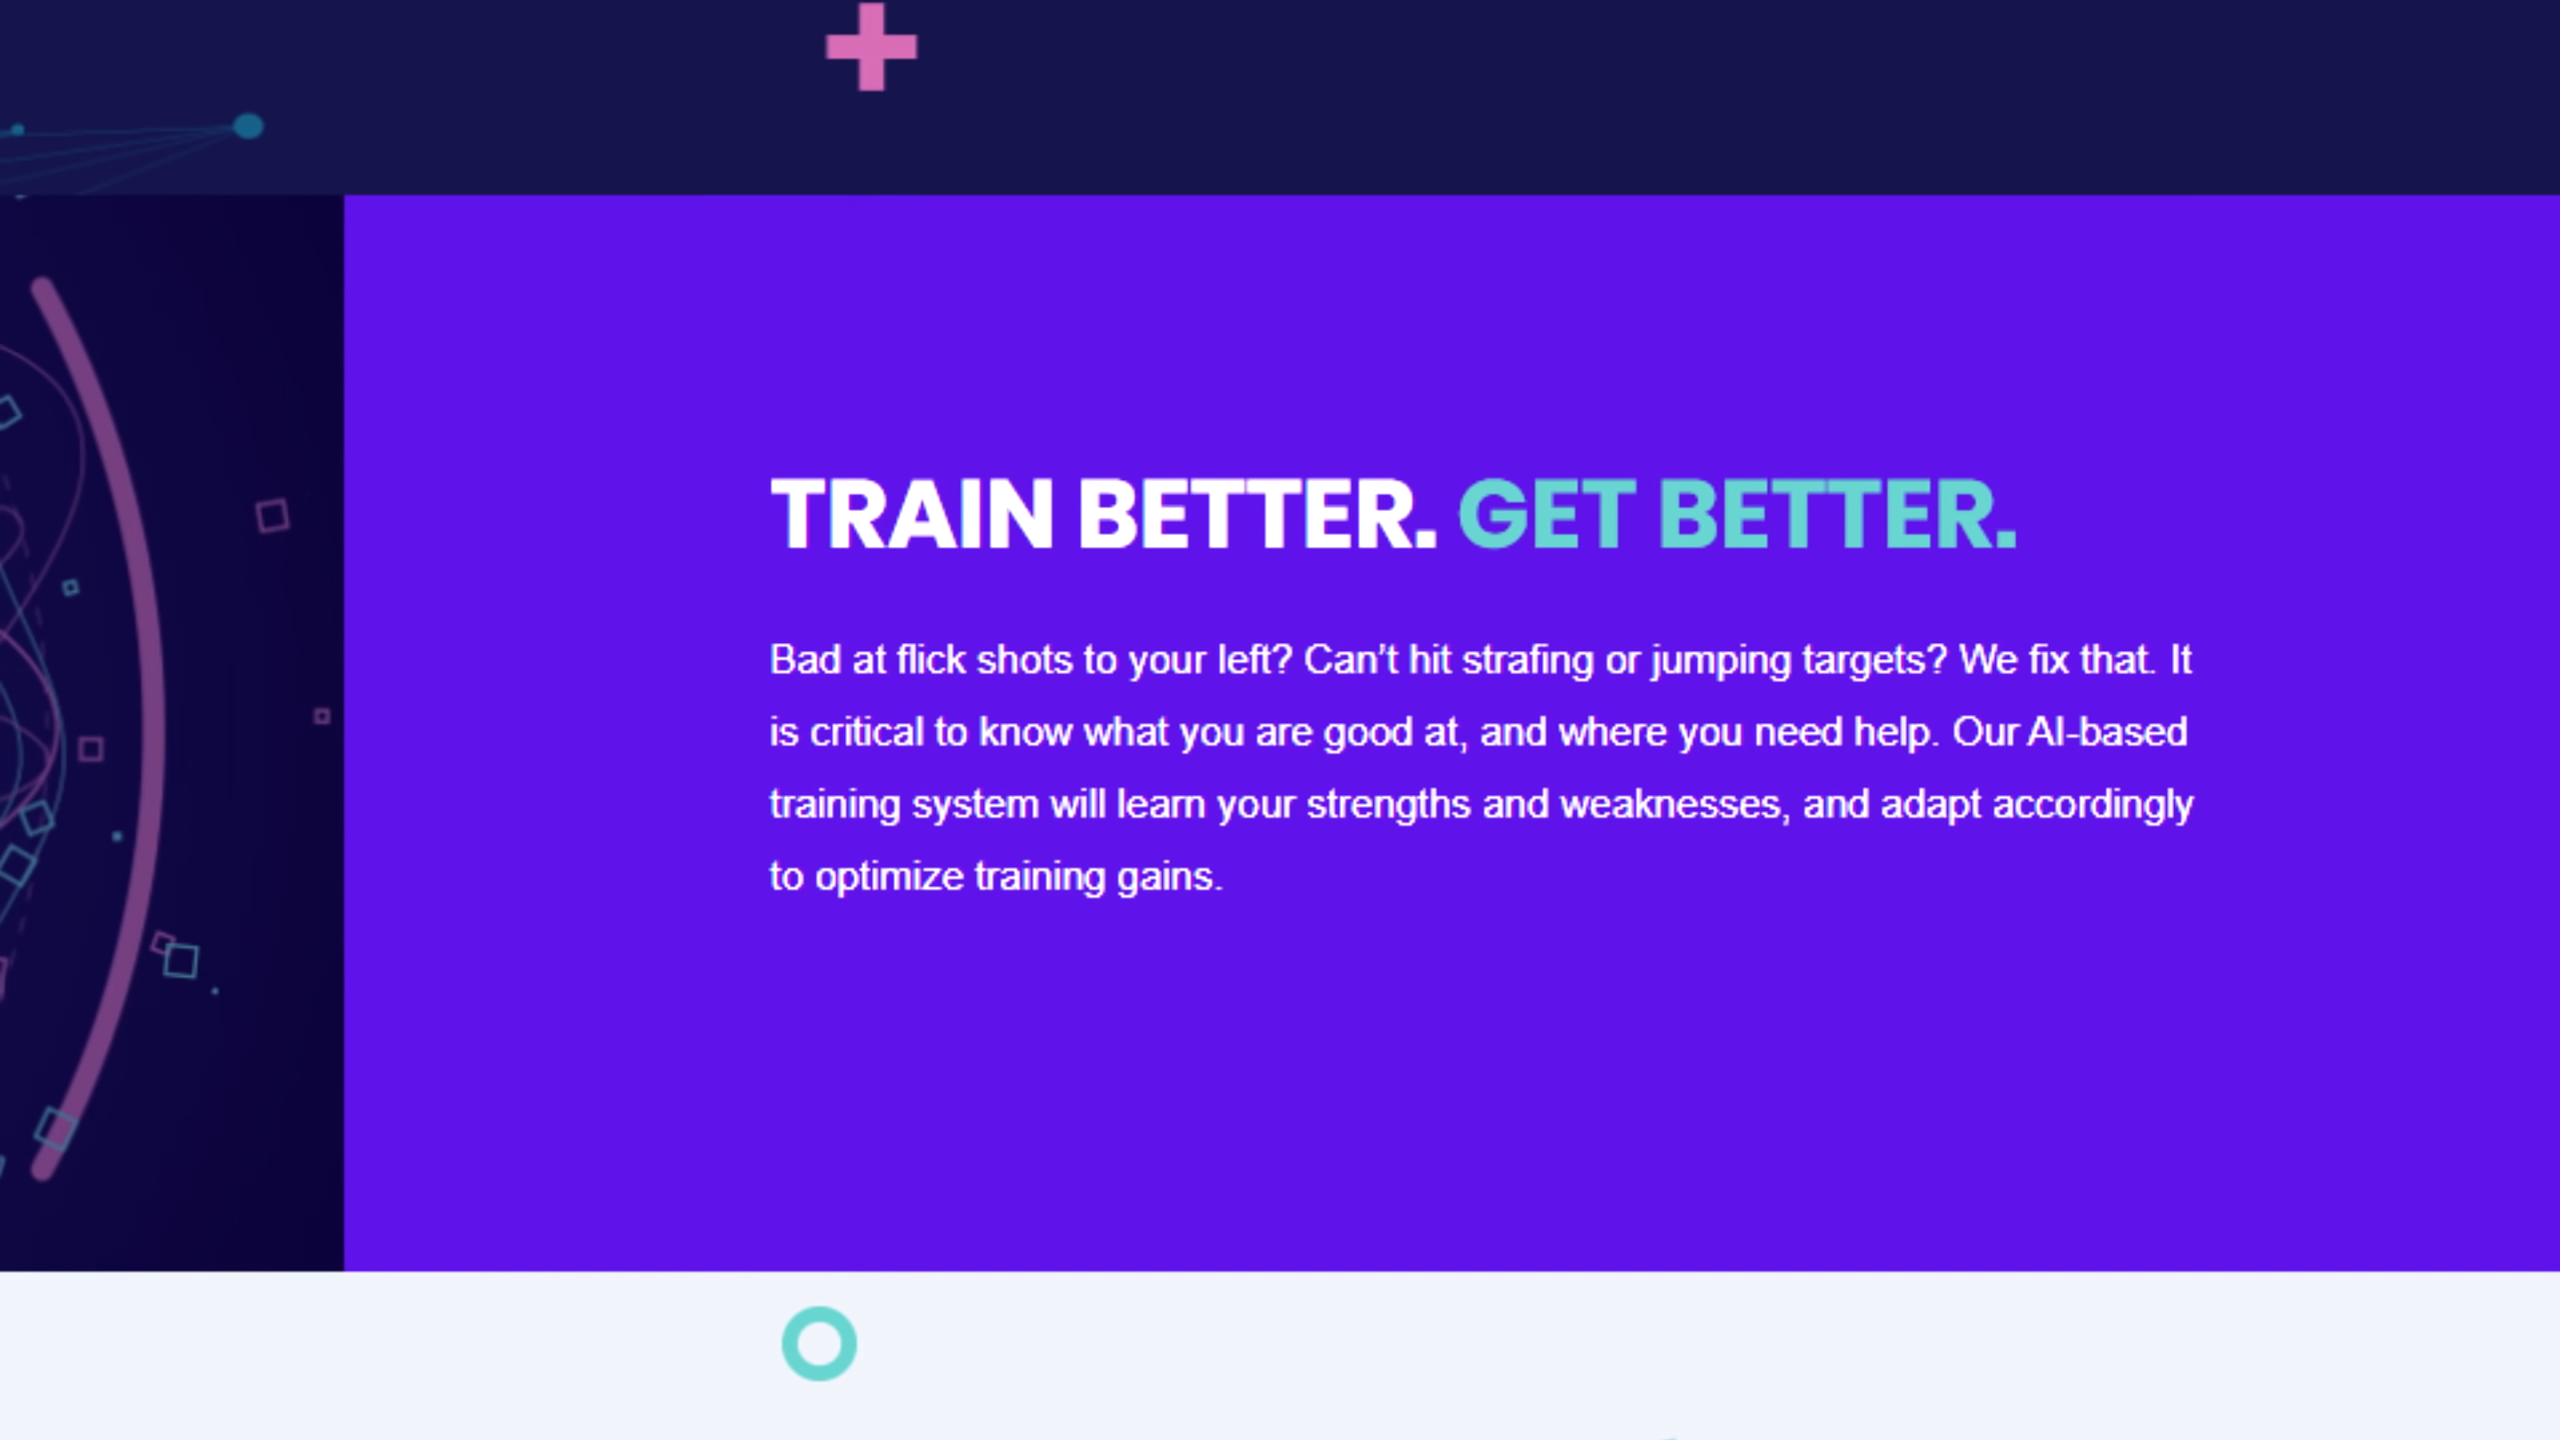 TRAIN BETTER. GET BETTER.
Bad at flick shots to your left? Can't hit strafing or jumping targets? We fix that. It
is critical to know what you are good at, and where you need help. Our AI-based
training system will learn your strengths and weaknesses, and adapt accordingly
to optimize training gains.